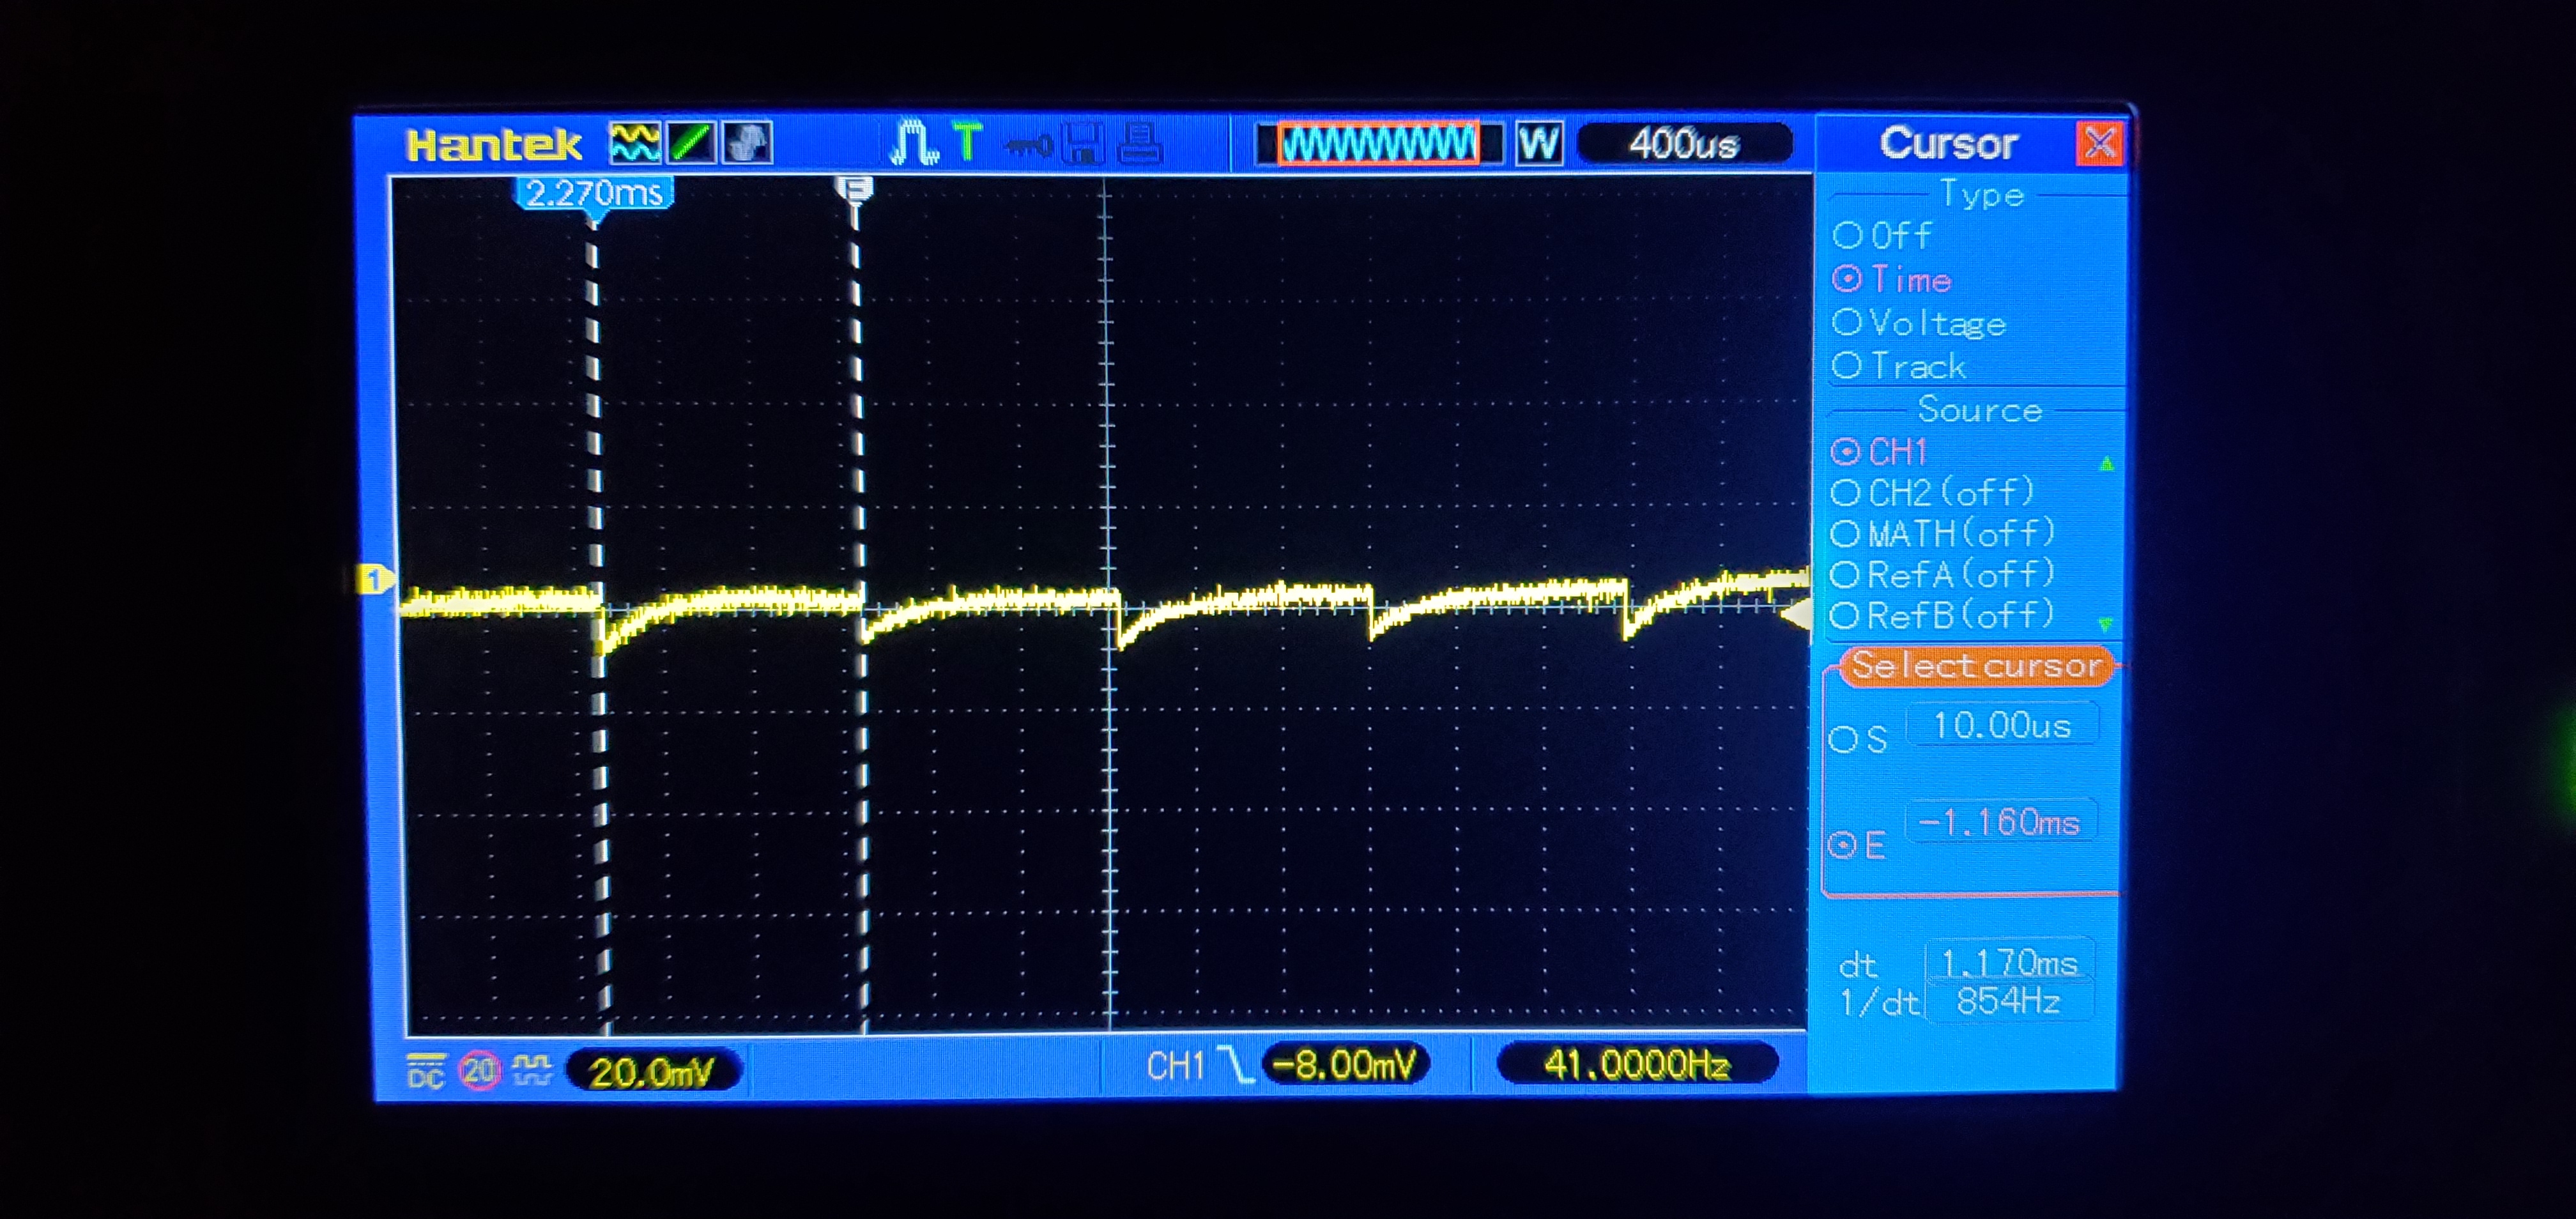 Hantek T W 400us Cursor
2.270ms E
Type
Off
Time
Voltage
Track
Source
CH1
CH2(off)
MATH(off)
RefA(off)
RefB(off)
1
Select cursor
S 10.00us
E -1.160ms
dt 1.170ms
1/dt 854Hz
DC 20 20.0mV CH1 -8.00mV 41.0000Hz